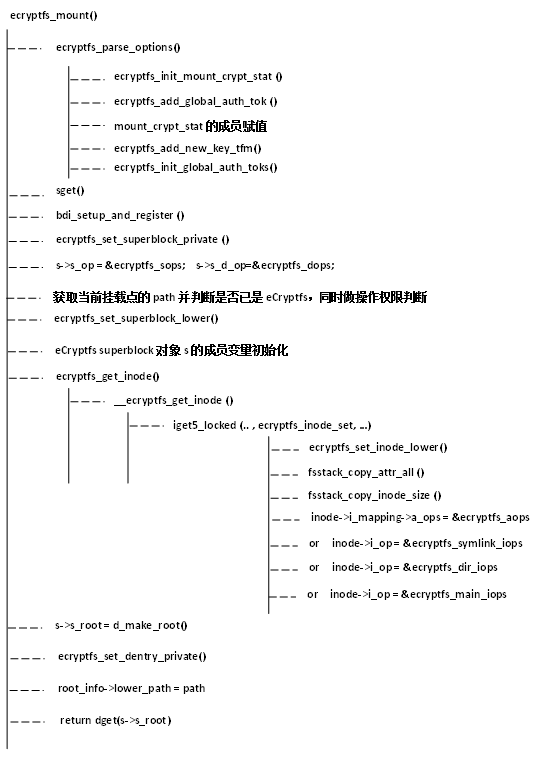 ecryptfs_mount()
ecryptfs_parse_options()
ecryptfs_init_mount_crypt_stat ()
ecryptfs_add_global_auth_tok ()
mount_crypt_stat 的成员赋值
ecryptfs_add_new_key_tfm()
ecryptfs_init_global_auth_toks()
sget()
bdi_setup_and_register ()
ecryptfs_set_superblock_private ()
s->s_op = &ecryptfs_sops; s->s_d_op=&ecryptfs_dops;
获取当前挂载点的 path 并判断是否已是 eCryptfs，同时做操作权限判断
ecryptfs_set_superblock_lower()
eCryptfs superblock 对象 s 的成员变量初始化
ecryptfs_get_inode()
__ecryptfs_get_inode ()
iget5_locked (.. , ecryptfs_inode_set, ...)
ecryptfs_set_inode_lower()
fsstack_copy_attr_all ()
fsstack_copy_inode_size ()
inode->i_mapping->a_ops = &ecryptfs_aops
or inode->i_op = &ecryptfs_symlink_iops
or inode->i_op = &ecryptfs_dir_iops
or inode->i_op = &ecryptfs_main_iops
s->s_root = d_make_root()
ecryptfs_set_dentry_private()
root_info->lower_path = path
return dget(s->s_root)